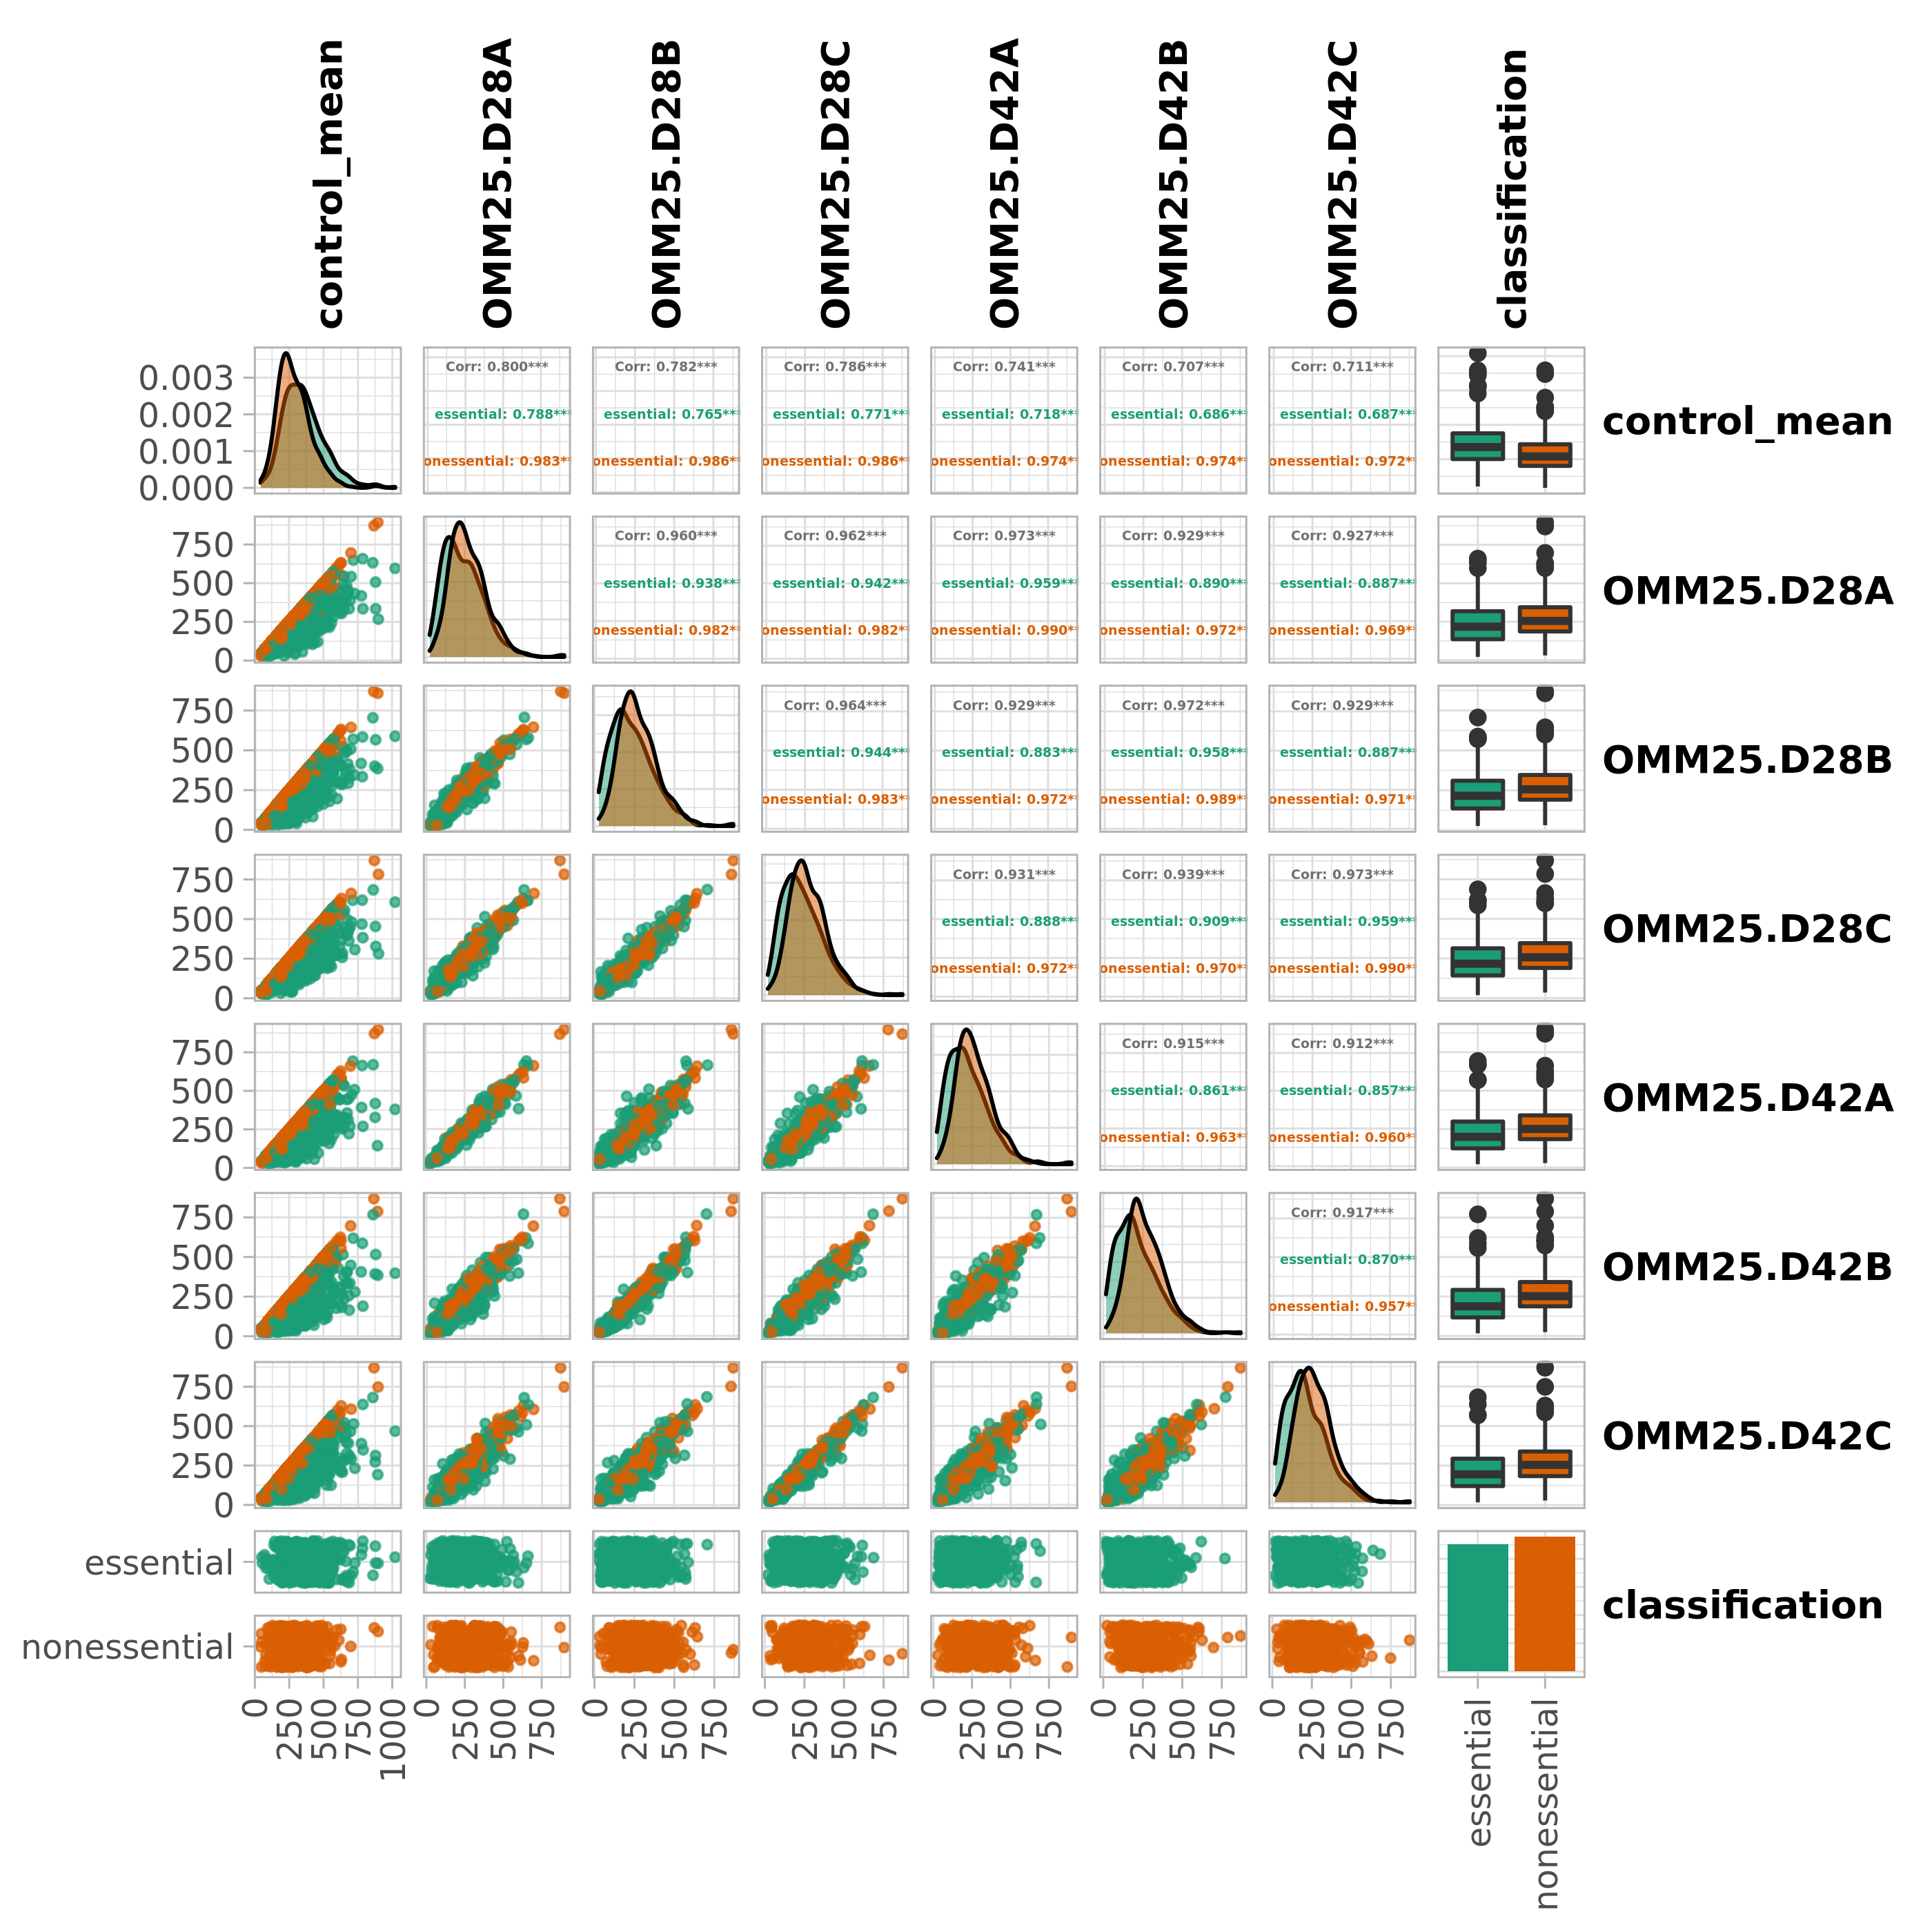 control_mean
OMM25.D28A
OMM25.D28B
OMM25.D28C
OMM25.D42A
OMM25.D42B
OMM25.D42C
classification
0.003
0.002
0.001
0.000
Corr: 0.800***
essential: 0.788***
onessential: 0.983**
Corr: 0.782***
essential: 0.765***
onessential: 0.986**
Corr: 0.786***
essential: 0.771***
onessential: 0.986**
Corr: 0.741***
essential: 0.718***
onessential: 0.974**
Corr: 0.707***
essential: 0.686***
onessential: 0.974**
Corr: 0.711***
essential: 0.687***
onessential: 0.972**
control_mean
750
500
250
0
Corr: 0.960***
essential: 0.938***
onessential: 0.982**
Corr: 0.962***
essential: 0.942***
onessential: 0.982**
Corr: 0.973***
essential: 0.959***
onessential: 0.990**
Corr: 0.929***
essential: 0.890***
onessential: 0.972**
Corr: 0.927***
essential: 0.887***
onessential: 0.969**
OMM25.D28A
750
500
250
0
Corr: 0.964***
essential: 0.944***
onessential: 0.983**
Corr: 0.929***
essential: 0.883***
onessential: 0.972**
Corr: 0.972***
essential: 0.958***
onessential: 0.989**
Corr: 0.929***
essential: 0.887***
onessential: 0.971**
OMM25.D28B
750
500
250
0
Corr: 0.931***
essential: 0.888***
onessential: 0.972**
Corr: 0.939***
essential: 0.909***
onessential: 0.970**
Corr: 0.973***
essential: 0.959***
onessential: 0.990**
OMM25.D28C
750
500
250
0
Corr: 0.915***
essential: 0.861***
onessential: 0.963**
Corr: 0.912***
essential: 0.857***
onessential: 0.960**
OMM25.D42A
750
500
250
0
Corr: 0.917***
essential: 0.870***
onessential: 0.957**
OMM25.D42B
750
500
250
0
OMM25.D42C
essential
nonessential
classification
0
250
500
750
1000
0
250
500
750
0
250
500
750
0
250
500
750
0
250
500
750
0
250
500
750
0
250
500
750
essential
nonessential